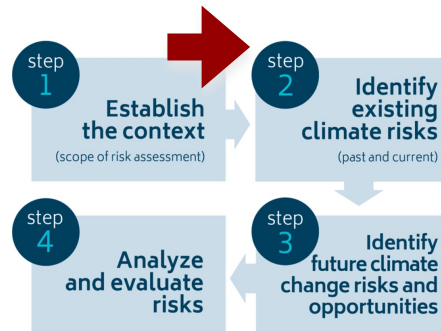 step
1
Establish
the context
(scope of risk assessment)
step
2
Identify
existing
climate risks
(past and current)
step
3
Identify
future climate
change risks and
opportunities
step
4
Analyze
and evaluate
risks